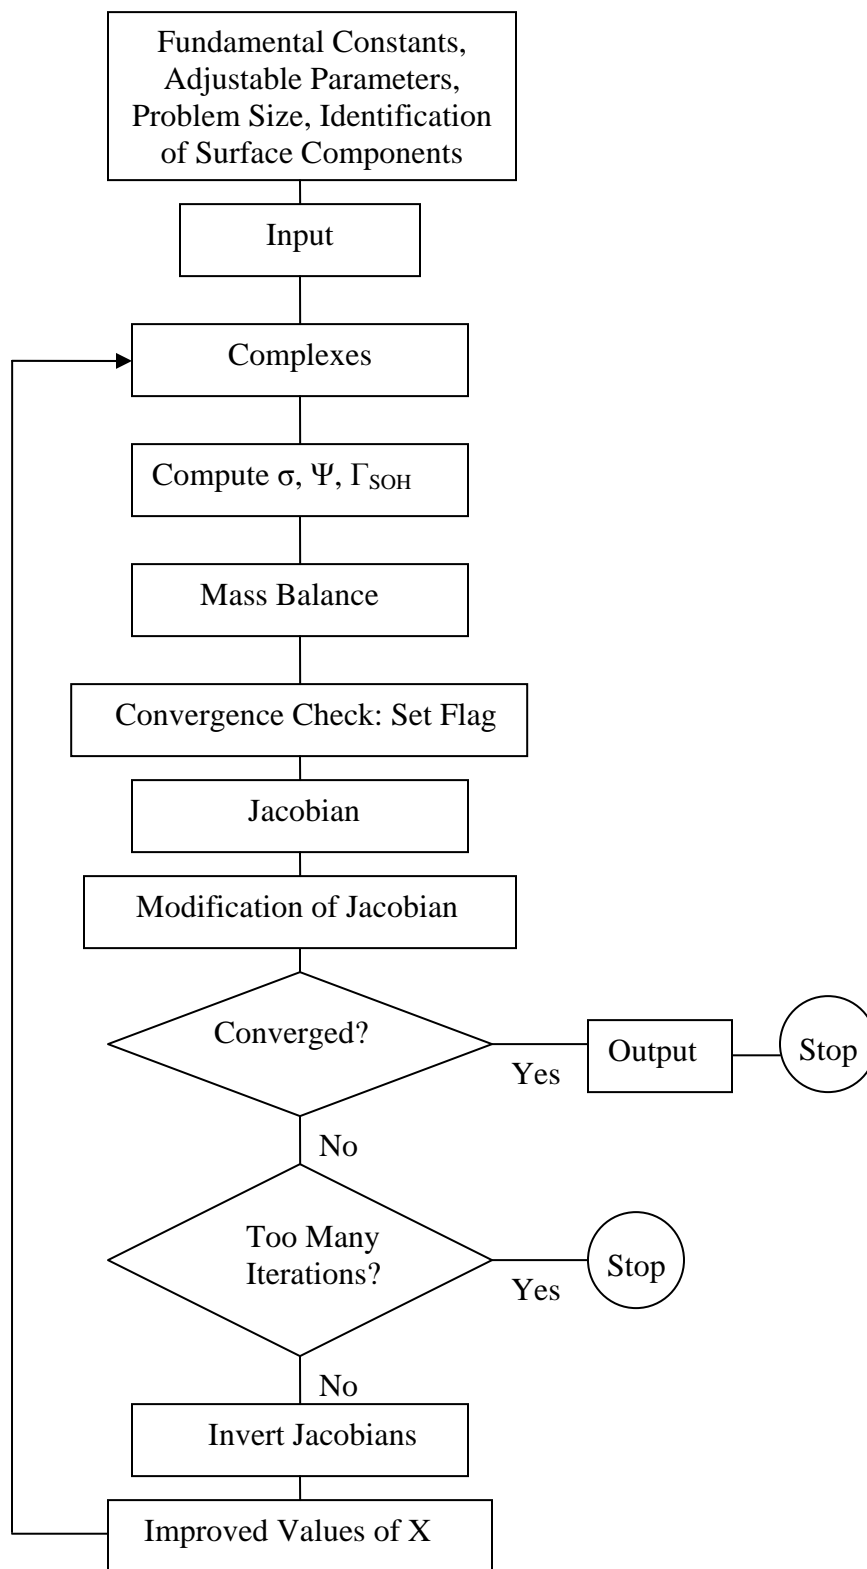 Fundamental Constants,
Adjustable Parameters,
Problem Size, Identification
of Surface Components
Input
Complexes
Compute σ, Ψ, ΓSOH
Mass Balance
Convergence Check: Set Flag
Jacobian
Modification of Jacobian
Converged?
Yes
Output
Stop
No
Too Many
Iterations?
Yes
Stop
No
Invert Jacobians
Improved Values of X